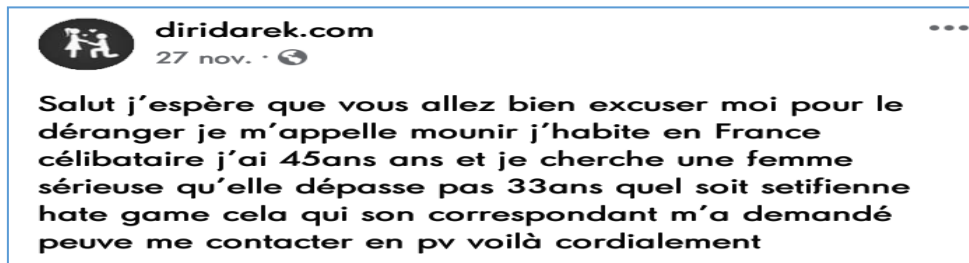 diridarek.com
27 nov. ·
Salut j'espère que vous allez bien excuser moi pour le
déranger je m'appelle mounir j'habite en France
célibataire j'ai 45ans ans et je cherche une femme
sérieuse qu'elle dépasse pas 33ans quel soit setifienne
hate game cela qui son correspondant m'a demandé
peuve me contacter en pv voilà cordialement